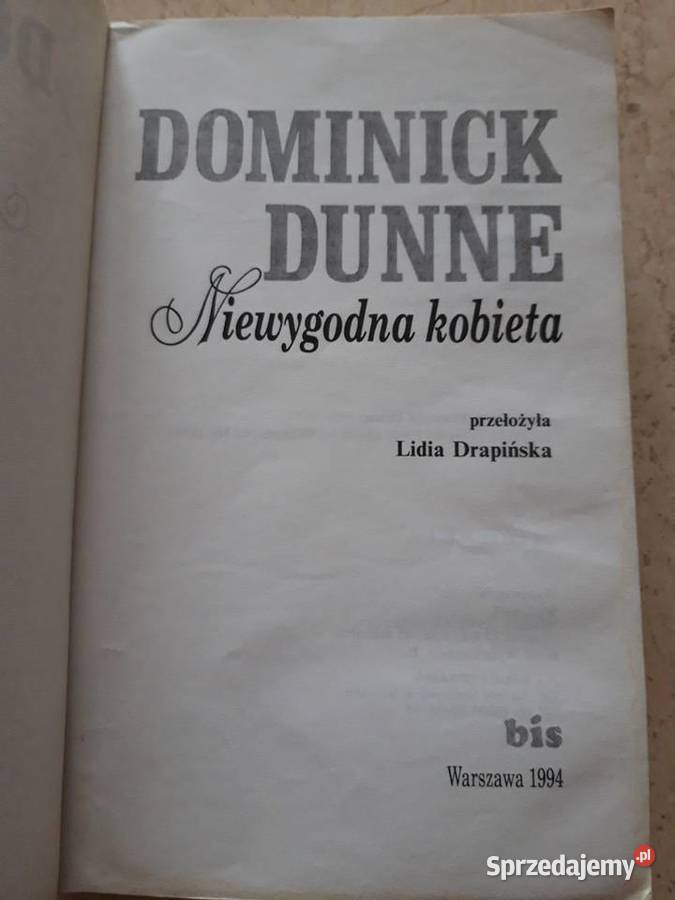 DOMINICK
DUNNE
Niewygodna kobieta
przełożyła
Lidia Drapińska
bis
Warszawa 1994
Sprzedajemy.pl